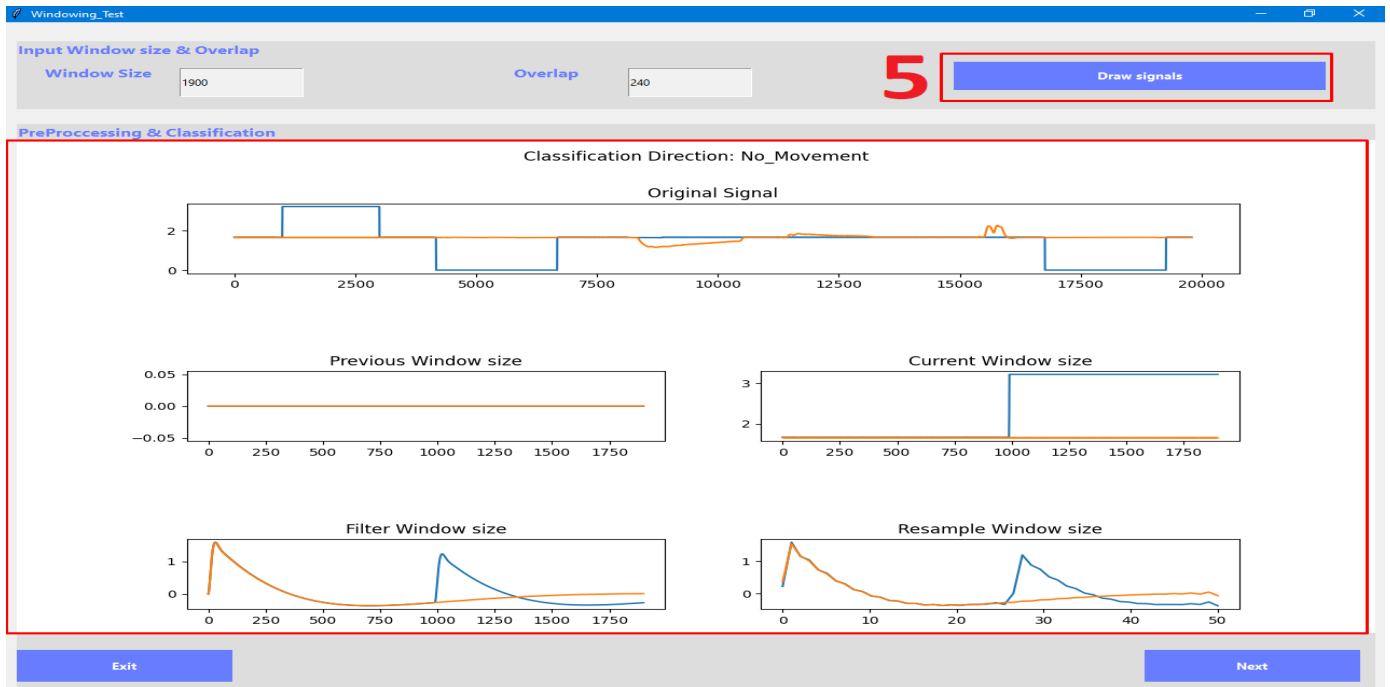 Windowing_Test
Input Window size & Overlap
Window Size 1900 Overlap 240 5 Draw signals
PreProccessing & Classification
Classification Direction: No_Movement
Original Signal
2
0
0 2500 5000 7500 10000 12500 15000 17500 20000
Previous Window size Current Window size
0.05
0.00
−0.05
3
2
0 250 500 750 1000 1250 1500 1750 0 250 500 750 1000 1250 1500 1750
Filter Window size Resample Window size
1 1
0 0
0 250 500 750 1000 1250 1500 1750 0 10 20 30 40 50
Exit Next